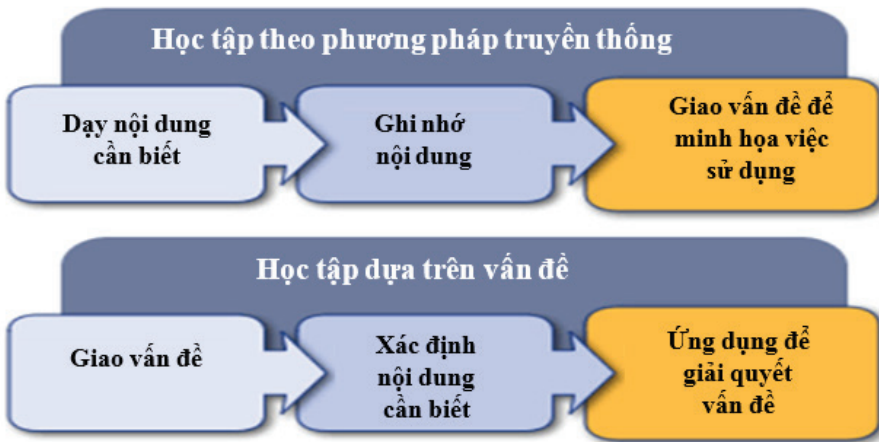 Học tập theo phương pháp truyền thống
Dạy nội dung
cần biết
Ghi nhớ
nội dung
Giao vấn đề để
minh họa việc
sử dụng
Học tập dựa trên vấn đề
Giao vấn đề
Xác định
nội dung
cần biết
Ứng dụng để
giải quyết
vấn đề